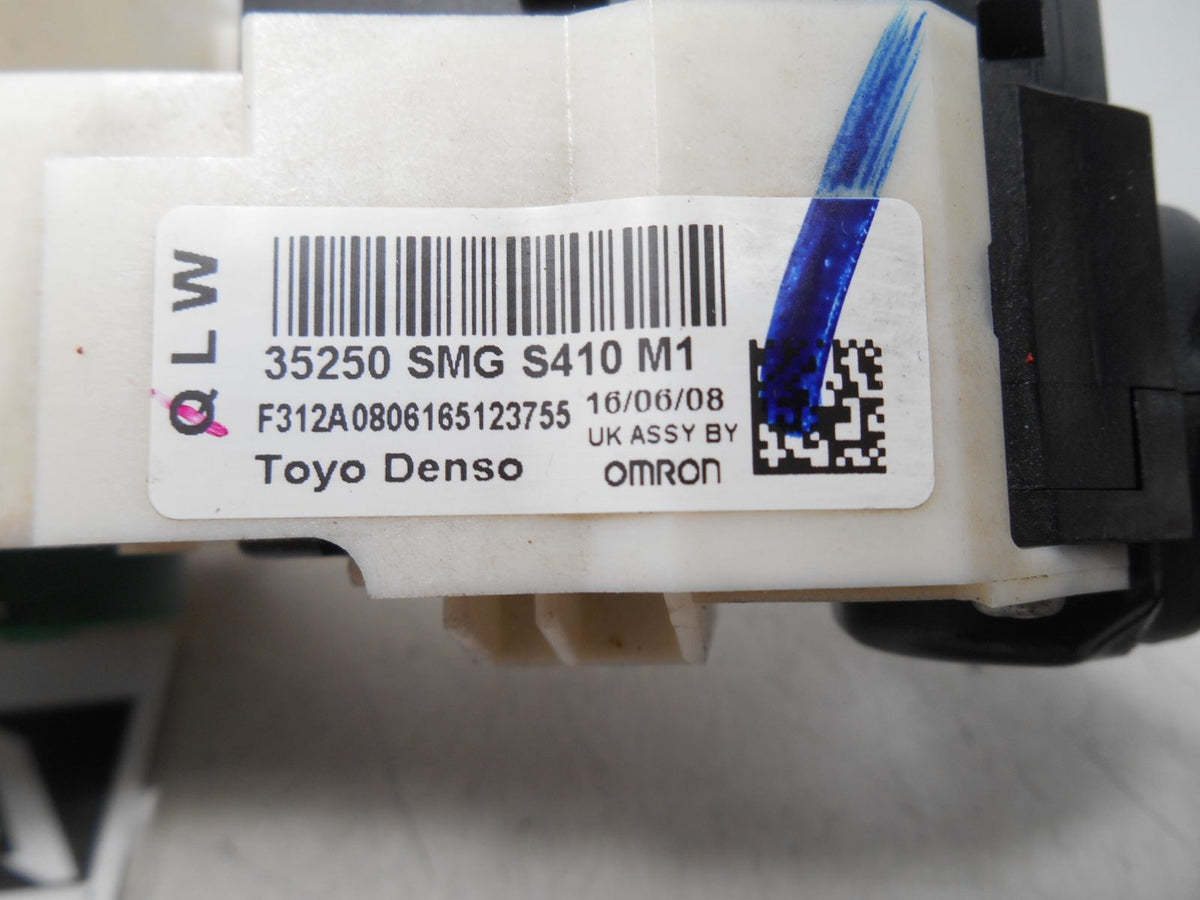 QLW
35250 SMG S410 M1
F312A0806165123755
16/06/08
UK ASSY BY
Toyo Denso
OMRON